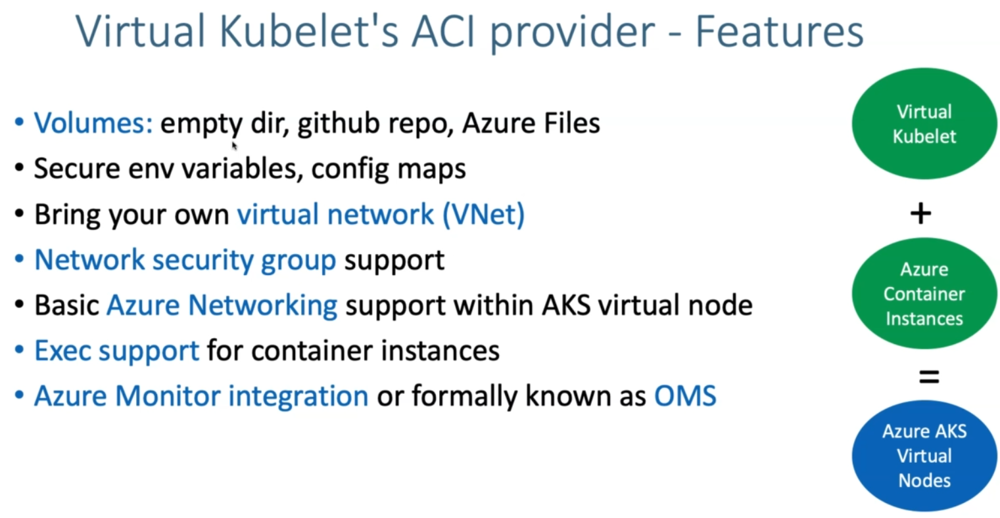 Virtual Kubelet's ACI provider - Features
• Volumes: empty dir, github repo, Azure Files
• Secure env variables, config maps
• Bring your own virtual network (VNet)
• Network security group support
• Basic Azure Networking support within AKS virtual node
• Exec support for container instances
• Azure Monitor integration or formally known as OMS
Virtual
Kubelet
+
Azure
Container
Instances
=
Azure AKS
Virtual
Nodes